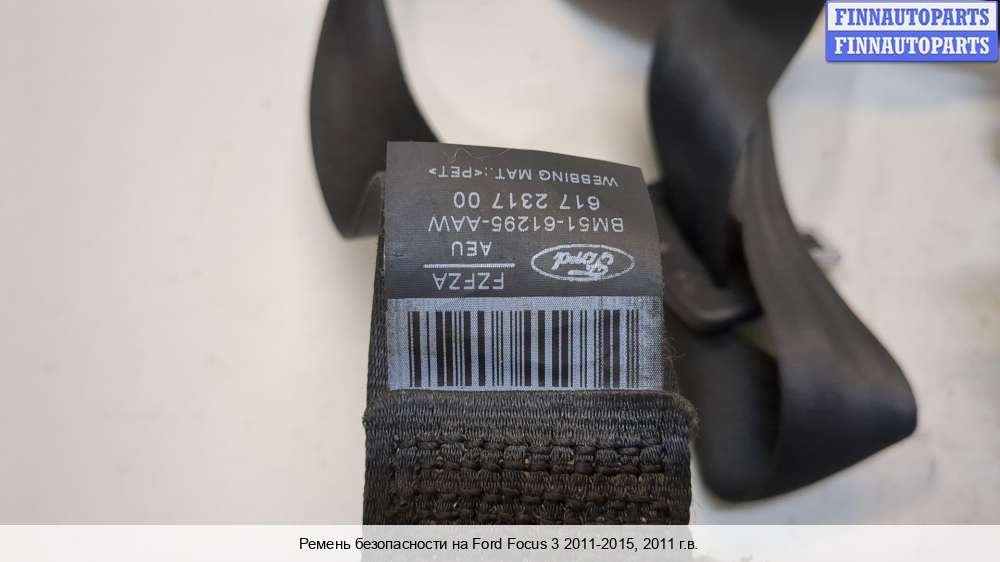 FINNAUTOPARTS
FINNAUTOPARTS
FZFZA
AEU
Ford
BM51-61295-AAW
617 2317 00
WEBBING MAT.:<PET>
Ремень безопасности на Ford Focus 3 2011-2015, 2011 г.в.